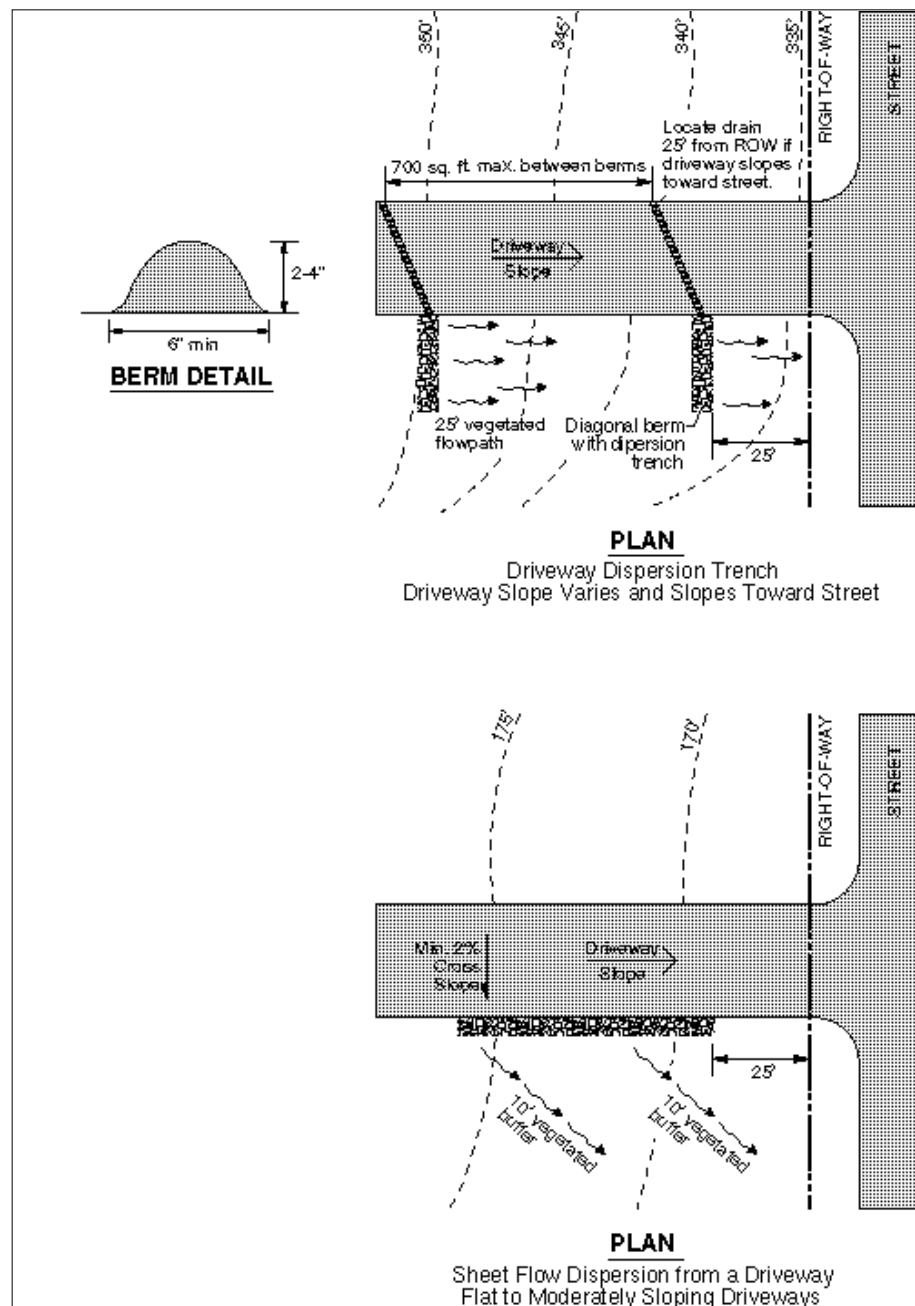 350'
345'
340'
335'
RIGHT-OF-WAY
STREET
Locate drain
25' from ROW if
driveway slopes
toward street.
700 sq. ft. max. between berms
Driveway
Slope
2-4"
6" min
BERM DETAIL
25' vegetated
flowpath
Diagonal berm
with dipersion
trench
25'
PLAN
Driveway Dispersion Trench
Driveway Slope Varies and Slopes Toward Street
175'
170'
RIGHT-OF-WAY
STREET
Min. 2%
Cross
Slope
Driveway
Slope
25'
10' vegetated
buffer
10' vegetated
buffer
PLAN
Sheet Flow Dispersion from a Driveway
Flat to Moderately Sloping Driveways